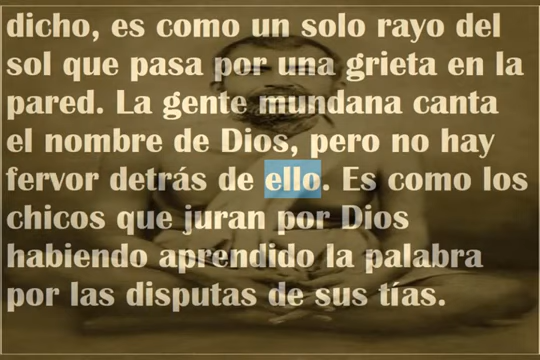 dicho, es como un solo rayo del
sol que pasa por una grieta en la
pared. La gente mundana canta
el nombre de Dios, pero no hay
fervor detrás de ello. Es como los
chicos que juran por Dios
habiendo aprendido la palabra
por las disputas de sus tías.